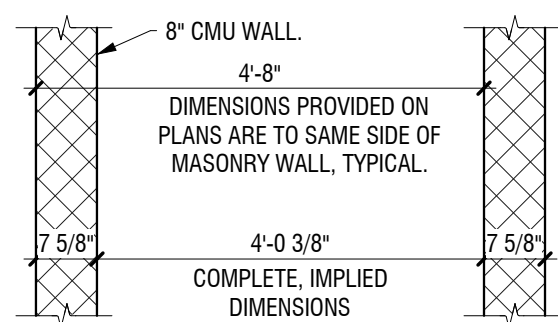 8" CMU WALL.
4'-8"
DIMENSIONS PROVIDED ON
PLANS ARE TO SAME SIDE OF
MASONRY WALL, TYPICAL.
7 5/8" 4'-0 3/8" 7 5/8"
COMPLETE, IMPLIED
DIMENSIONS